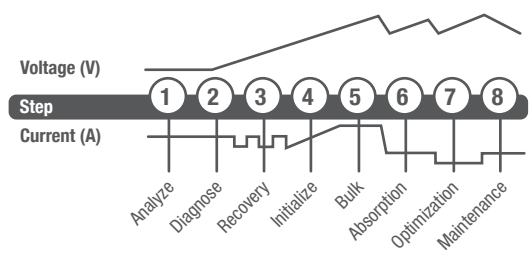 Voltage (V)
Step 1 2 3 4 5 6 7 8
Current (A)
Analyze
Diagnose
Recovery
Initialize
Bulk
Absorption
Optimization
Maintenance